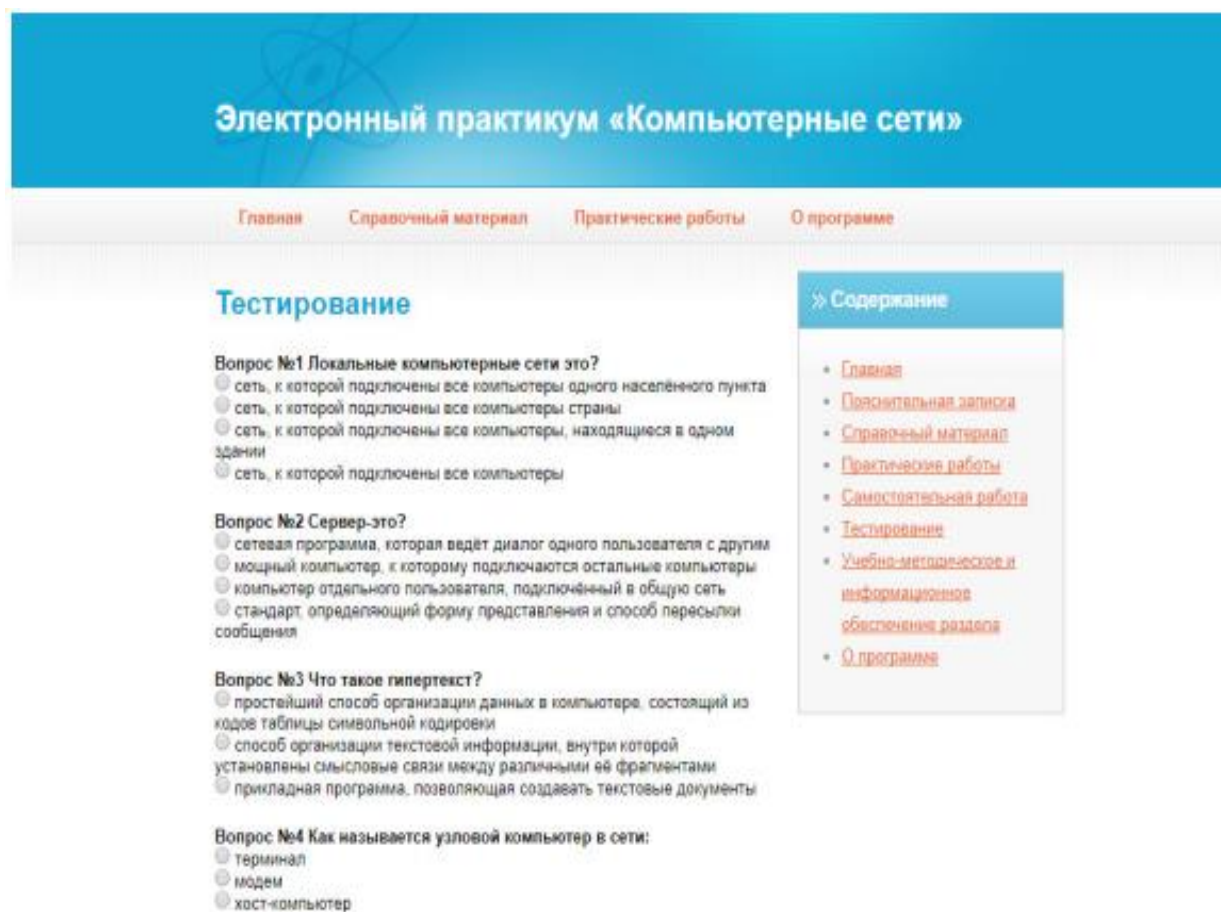 Электронный практикум «Компьютерные сети»
Главная Справочный материал Практические работы О программе
Тестирование
Вопрос №1 Локальные компьютерные сети это?
сеть, к которой подключены все компьютеры одного населённого пункта
сеть, к которой подключены все компьютеры страны
сеть, к которой подключены все компьютеры, находящиеся в одном
здании
сеть, к которой подключены все компьютеры
Вопрос №2 Сервер-это?
сетевая программа, которая ведёт диалог одного пользователя с другим
мощный компьютер, к которому подключаются остальные компьютеры
компьютер отдельного пользователя, подключённый в общую сеть
стандарт, определяющий форму представления и способ пересылки
сообщения
Вопрос №3 Что такое гипертекст?
простейший способ организации данных в компьютере, состоящий из
кодов таблицы символьной кодировки
способ организации текстовой информации, внутри которой
установлены смысловые связи между различными её фрагментами
прикладная программа, позволяющая создавать текстовые документы
Вопрос №4 Как называется узловой компьютер в сети:
терминал
модем
хост-компьютер
» Содержание
Главная
Пояснительная записка
Справочный материал
Практические работы
Самостоятельная работа
Тестирование
Учебно-методическое и
информационное
обеспечение раздела
О программе